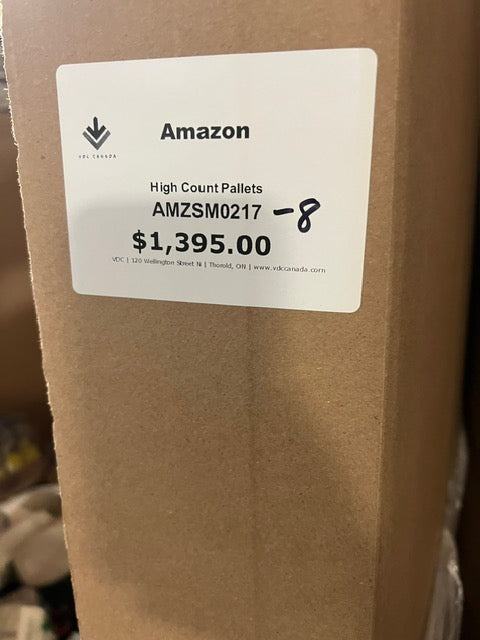 VDL CANADA
Amazon
High Count Pallets
AMZSM0217 -8
$1,395.00
VDC | 120 Wellington Street N | Thorold, ON | www.vdccanada.com